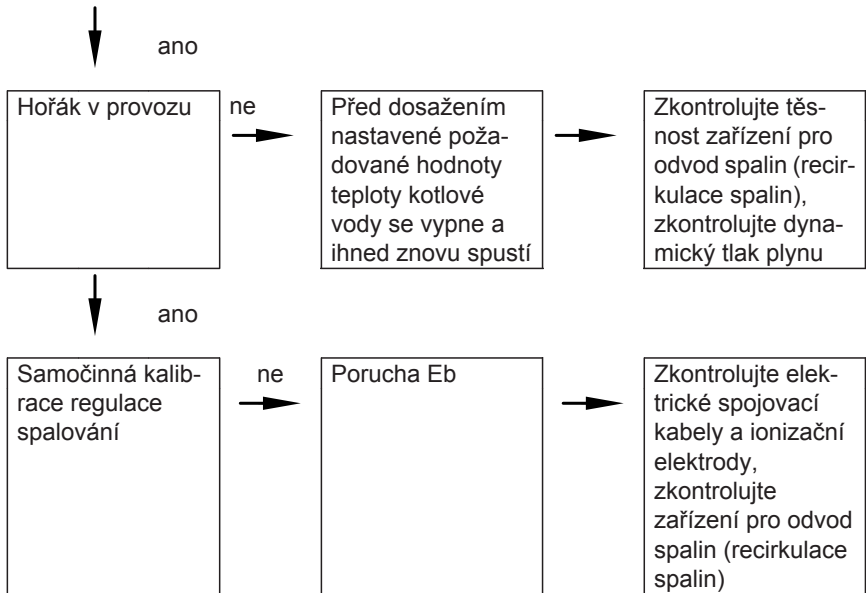 ano
Hořák v provozu
ne
Před dosažením
nastavené poža-
dované hodnoty
teploty kotlové
vody se vypne a
ihned znovu spustí
Zkontrolujte těs-
nost zařízení pro
odvod spalin (recir-
kulace spalin),
zkontrolujte dyna-
mický tlak plynu
ano
Samočinná kalib-
race regulace
spalování
ne
Porucha Eb
Zkontrolujte elek-
trické spojovací
kabely a ionizační
elektrody,
zkontrolujte
zařízení pro odvod
spalin (recirkulace
spalin)